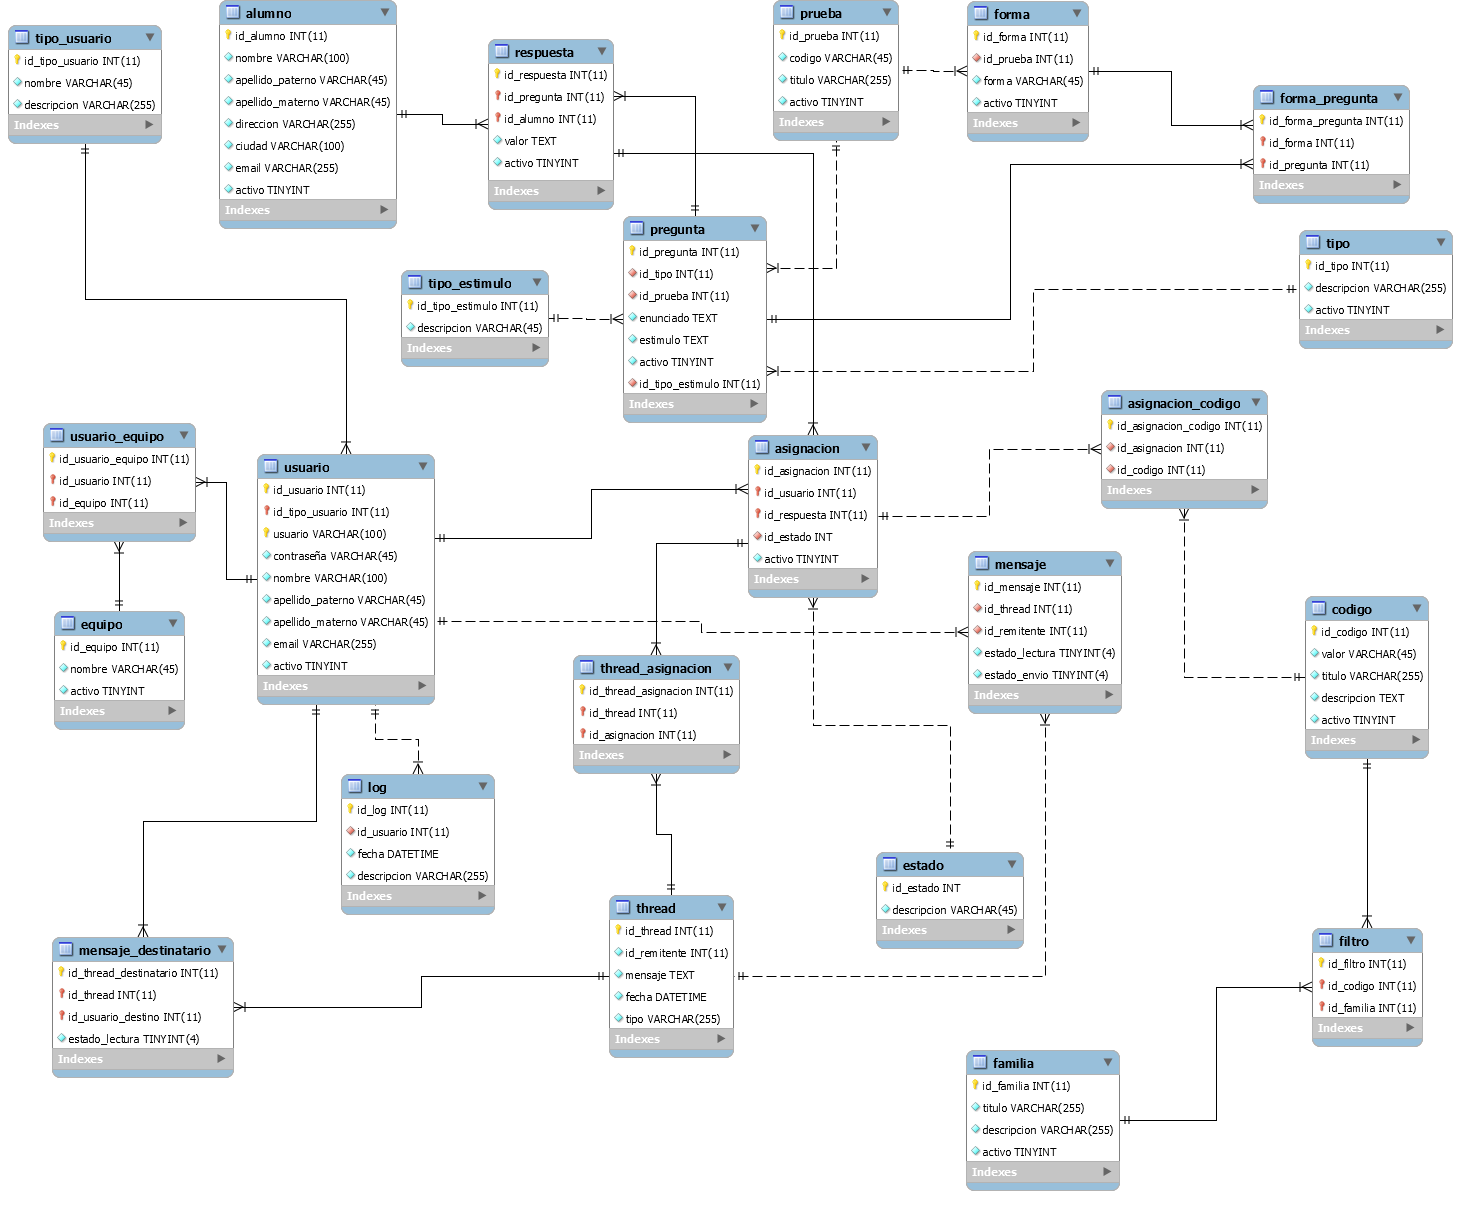 tipo_usuario
id_tipo_usuario INT(11)
nombre VARCHAR(45)
descripcion VARCHAR(255)
Indexes
alumno
id_alumno INT(11)
nombre VARCHAR(100)
apellido_paterno VARCHAR(45)
apellido_materno VARCHAR(45)
direccion VARCHAR(255)
ciudad VARCHAR(100)
email VARCHAR(255)
activo TINYINT
Indexes
respuesta
id_respuesta INT(11)
id_pregunta INT(11)
id_alumno INT(11)
valor TEXT
activo TINYINT
Indexes
prueba
id_prueba INT(11)
codigo VARCHAR(45)
titulo VARCHAR(255)
activo TINYINT
Indexes
forma
id_forma INT(11)
id_prueba INT(11)
forma VARCHAR(45)
activo TINYINT
Indexes
forma_pregunta
id_forma_pregunta INT(11)
id_forma INT(11)
id_pregunta INT(11)
Indexes
pregunta
id_pregunta INT(11)
id_tipo INT(11)
id_prueba INT(11)
enunciado TEXT
estimulo TEXT
activo TINYINT
id_tipo_estimulo INT(11)
Indexes
tipo
id_tipo INT(11)
descripcion VARCHAR(255)
activo TINYINT
Indexes
tipo_estimulo
id_tipo_estimulo INT(11)
descripcion VARCHAR(45)
Indexes
asignacion_codigo
id_asignacion_codigo INT(11)
id_asignacion INT(11)
id_codigo INT(11)
Indexes
usuario_equipo
id_usuario_equipo INT(11)
id_usuario INT(11)
id_equipo INT(11)
Indexes
usuario
id_usuario INT(11)
id_tipo_usuario INT(11)
usuario VARCHAR(100)
contraseña VARCHAR(45)
nombre VARCHAR(100)
apellido_paterno VARCHAR(45)
apellido_materno VARCHAR(45)
email VARCHAR(255)
activo TINYINT
Indexes
asignacion
id_asignacion INT(11)
id_usuario INT(11)
id_respuesta INT(11)
id_estado INT
activo TINYINT
Indexes
mensaje
id_mensaje INT(11)
id_thread INT(11)
id_remitente INT(11)
estado_lectura TINYINT(4)
estado_envio TINYINT(4)
Indexes
codigo
id_codigo INT(11)
valor VARCHAR(45)
titulo VARCHAR(255)
descripcion TEXT
activo TINYINT
Indexes
equipo
id_equipo INT(11)
nombre VARCHAR(45)
activo TINYINT
Indexes
thread_asignacion
id_thread_asignacion INT(11)
id_thread INT(11)
id_asignacion INT(11)
Indexes
log
id_log INT(11)
id_usuario INT(11)
fecha DATETIME
descripcion VARCHAR(255)
Indexes
estado
id_estado INT
descripcion VARCHAR(45)
Indexes
thread
id_thread INT(11)
id_remitente INT(11)
mensaje TEXT
fecha DATETIME
tipo VARCHAR(255)
Indexes
mensaje_destinatario
id_thread_destinatario INT(11)
id_thread INT(11)
id_usuario_destino INT(11)
estado_lectura TINYINT(4)
Indexes
filtro
id_filtro INT(11)
id_codigo INT(11)
id_familia INT(11)
Indexes
familia
id_familia INT(11)
titulo VARCHAR(255)
descripcion VARCHAR(255)
activo TINYINT
Indexes